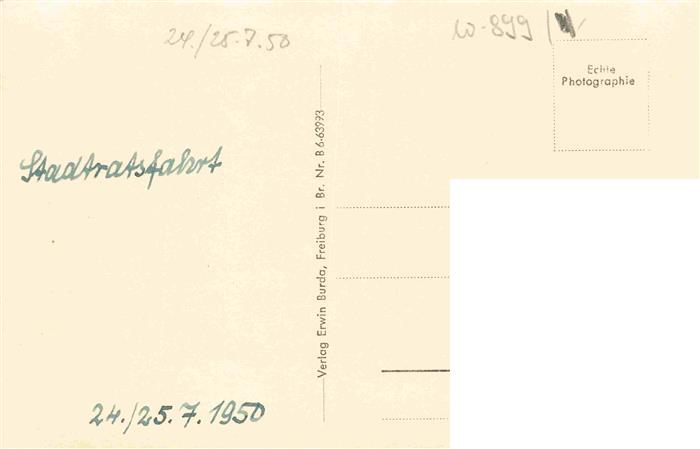 24./25.7.50
W-899
Echte
Photographie
Stadtratsfahrt
Verlag Erwin Burda, Freiburg i Br. Nr. B 6-63993
24./25.7.1950